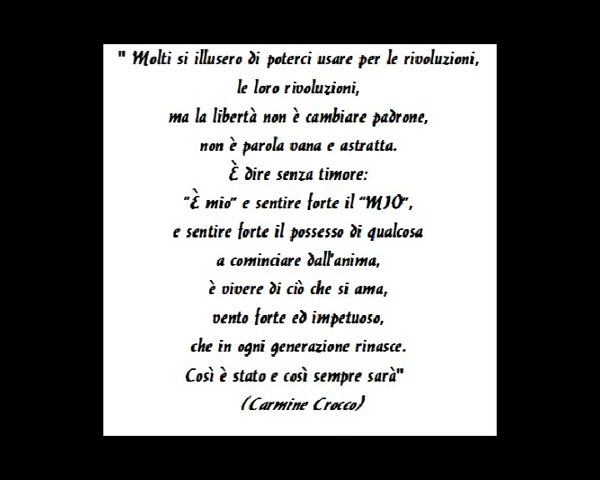 " Molti si illusero di poterci usare per le rivoluzioni,
le loro rivoluzioni,
ma la libertà non è cambiare padrone,
non è parola vana e astratta.
È dire senza timore:
"È mio" e sentire forte il "MIO",
e sentire forte il possesso di qualcosa
a cominciare dall'anima,
è vivere di ciò che si ama,
vento forte ed impetuoso,
che in ogni generazione rinasce.
Così è stato e così sempre sarà"
(Carmine Crocco)